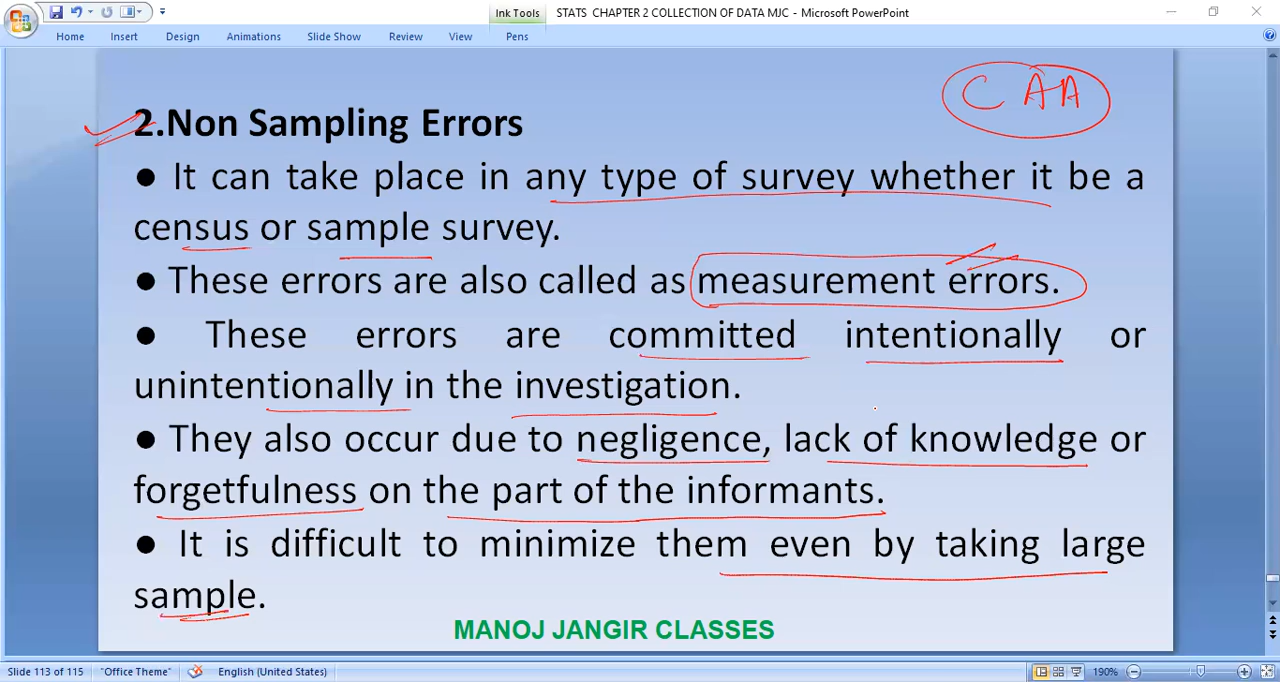 Ink Tools
STATS CHAPTER 2 COLLECTION OF DATA MJC - Microsoft PowerPoint
Home Insert Design Animations Slide Show Review View Pens
C A A
2.Non Sampling Errors
● It can take place in any type of survey whether it be a
census or sample survey.
● These errors are also called as measurement errors.
● These errors are committed intentionally or
unintentionally in the investigation.
● They also occur due to negligence, lack of knowledge or
forgetfulness on the part of the informants.
● It is difficult to minimize them even by taking large
sample.
MANOJ JANGIR CLASSES
Slide 113 of 115 "Office Theme" English (United States) 190%